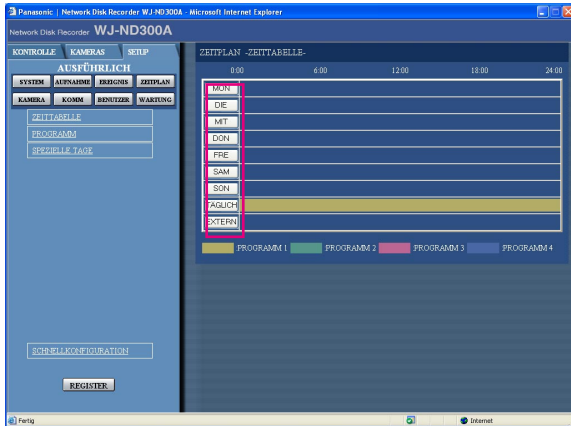 Panasonic | Network Disk Recorder WJ-ND300A - Microsoft Internet Explorer
Network Disk Recorder WJ-ND300A
KONTROLLE KAMERAS SETUP
AUSFÜHRLICH
SYSTEM AUFNAHME EREIGNIS ZEITPLAN
KAMERA KOMM BENUTZER WARTUNG
ZEITTABELLE
PROGRAMM
SPEZIELLE TAGE
SCHNELLKONFIGURATION
REGISTER
ZEITPLAN -ZEITTABELLE-
0:00 6:00 12:00 18:00 24:00
MON
DIE
MIT
DON
FRE
SAM
SON
TÄGLICH
EXTERN
PROGRAMM 1 PROGRAMM 2 PROGRAMM 3 PROGRAMM 4
Fertig Internet